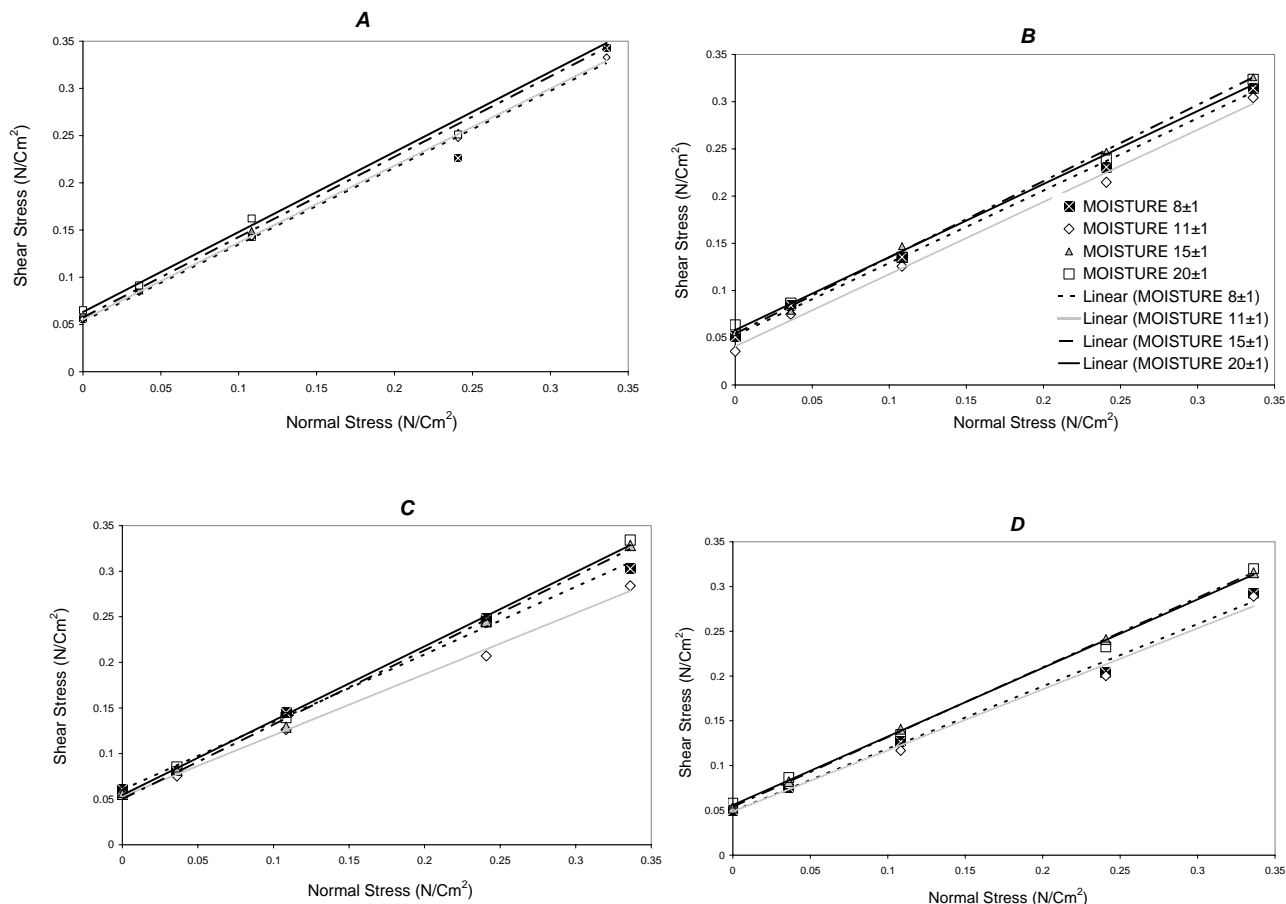 A
0.35
0.3
0.25
0.2
0.15
0.1
0.05
0
0 0.05 0.1 0.15 0.2 0.25 0.3 0.35
Shear Stress (N/Cm²)
Normal Stress (N/Cm²)
B
0.35
0.3
0.25
0.2
0.15
0.1
0.05
0
0 0.05 0.1 0.15 0.2 0.25 0.3 0.35
Shear Stress (N/Cm²)
Normal Stress (N/Cm²)
MOISTURE 8±1
MOISTURE 11±1
MOISTURE 15±1
MOISTURE 20±1
Linear (MOISTURE 8±1)
Linear (MOISTURE 11±1)
Linear (MOISTURE 15±1)
Linear (MOISTURE 20±1)
C
0.35
0.3
0.25
0.2
0.15
0.1
0.05
0
0 0.05 0.1 0.15 0.2 0.25 0.3 0.35
Shear Stress (N/Cm²)
Normal Stress (N/Cm²)
D
0.35
0.3
0.25
0.2
0.15
0.1
0.05
0
0 0.05 0.1 0.15 0.2 0.25 0.3 0.35
Shear Stress (N/Cm²)
Normal Stress (N/Cm²)